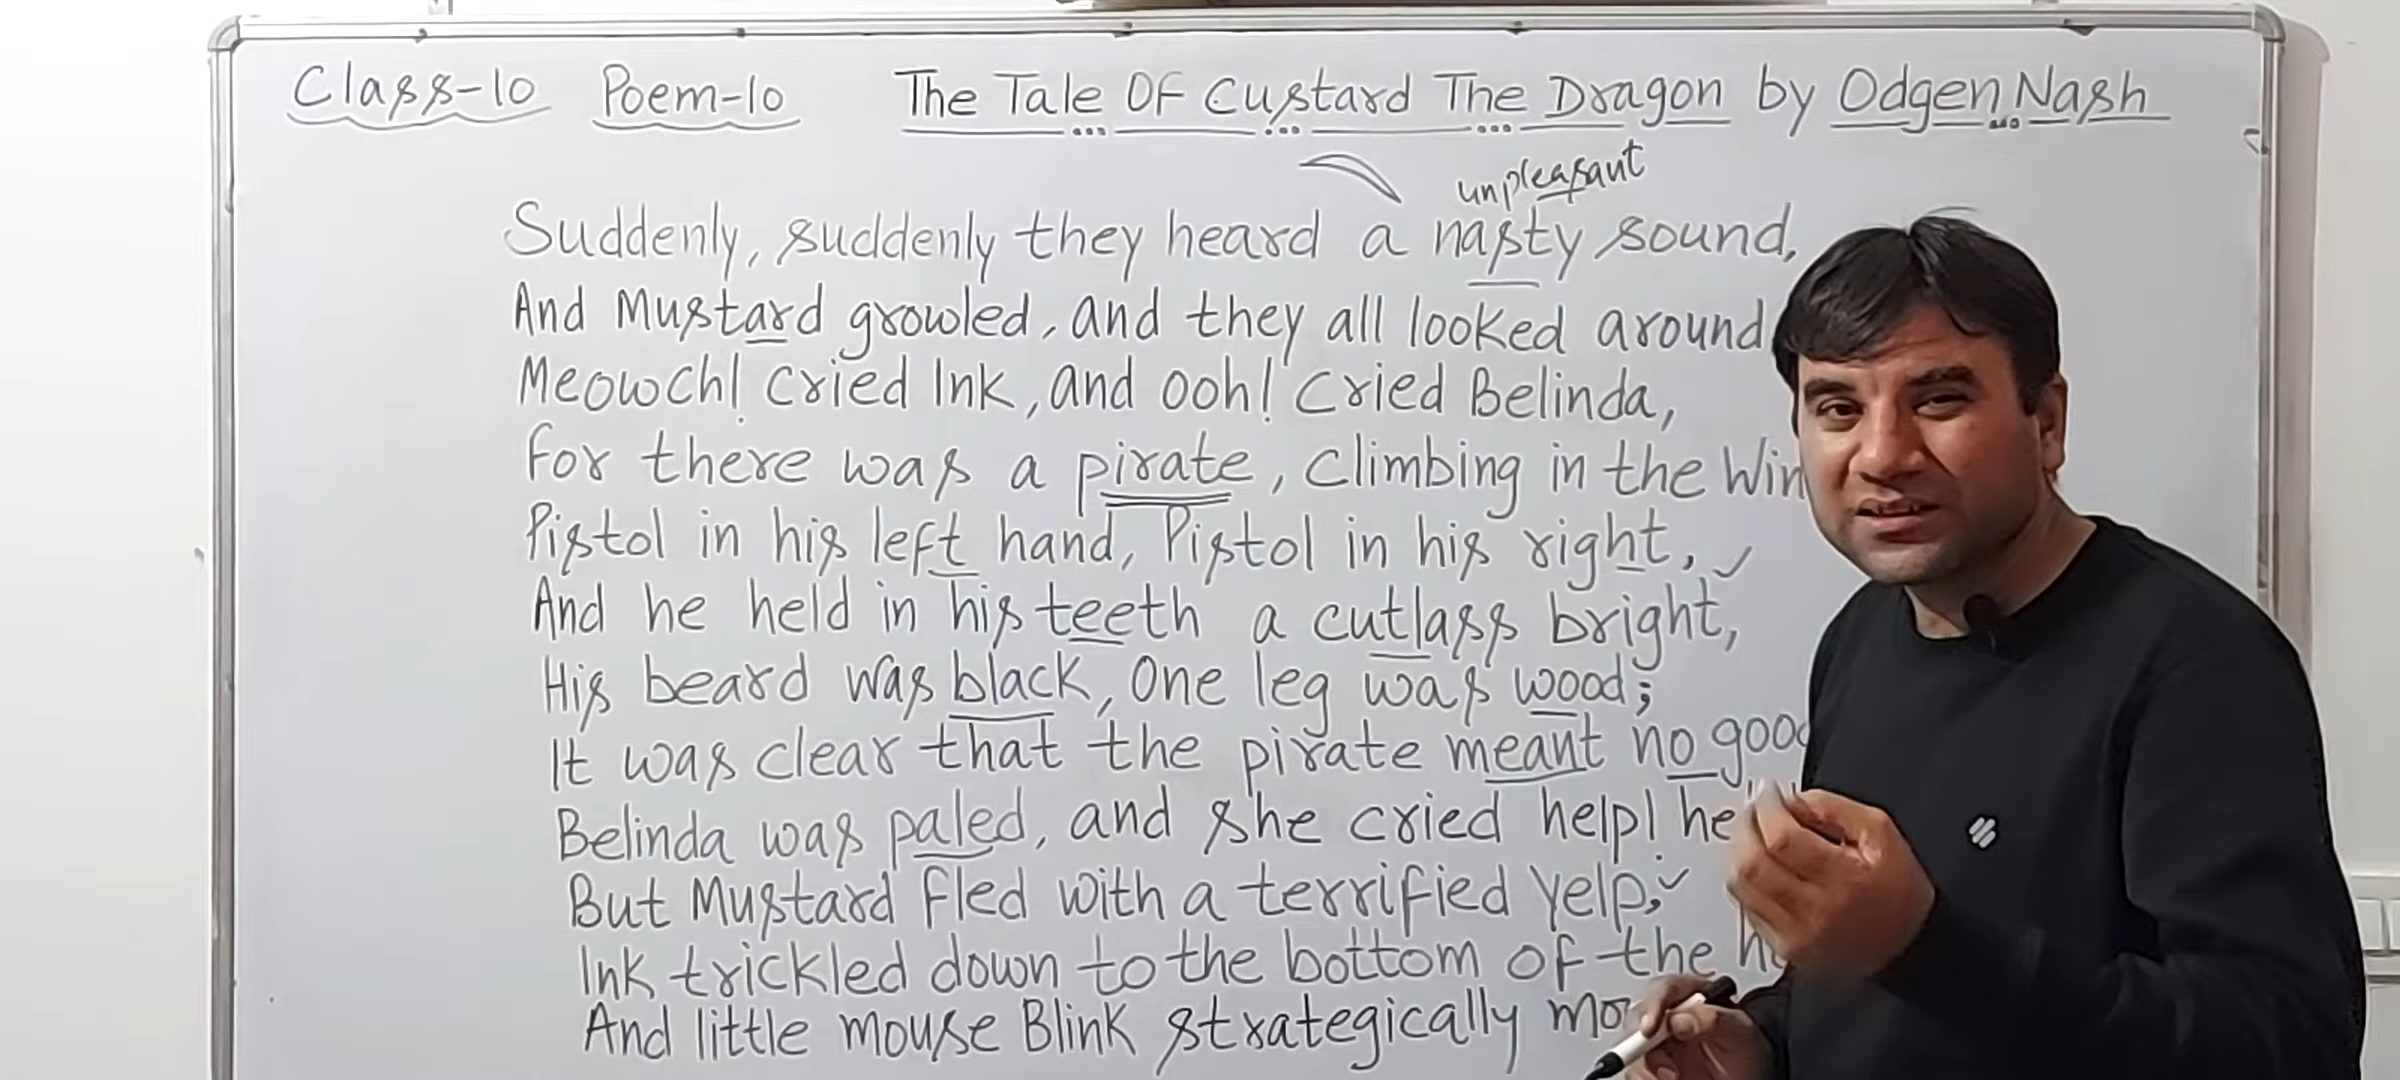 Class-10 Poem-10 The Tale OF Custard The Dragon by Odgen Nash
unpleasant
Suddenly, suddenly they heard a nasty sound,
And Mustard growled, and they all looked around
Meowch! cried Ink, and ooh! cried Belinda,
For there was a pirate, climbing in the
Pistol in his left hand, Pistol in his right,
And he held in his teeth a cutlass bright,
His beard was black, one leg was wood;
It was clear that the pirate meant no good
Belinda was paled, and she cried help!
But Mustard fled with a terrified yelp,
Ink trickled down to the bottom of the
And little mouse Blink strategically